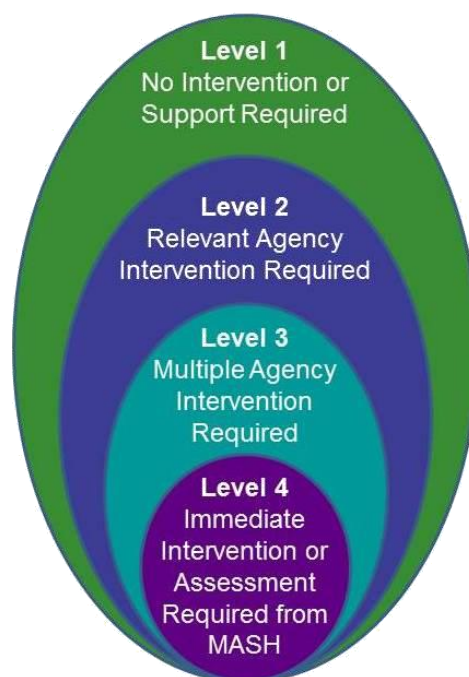 Level 1
No Intervention or
Support Required
Level 2
Relevant Agency
Intervention Required
Level 3
Multiple Agency
Intervention
Required
Level 4
Immediate
Intervention or
Assessment
Required from
MASH